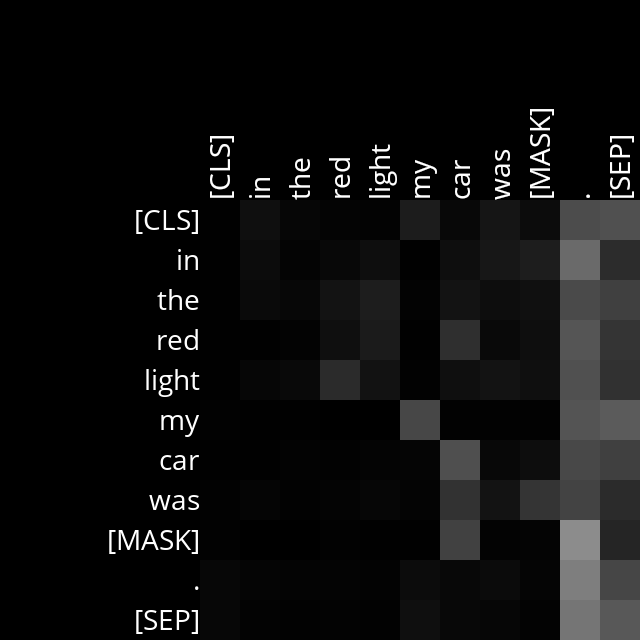 [CLS] in the red light my car was [MASK] . [SEP]
[CLS]
in
the
red
light
my
car
was
[MASK]
.
[SEP]